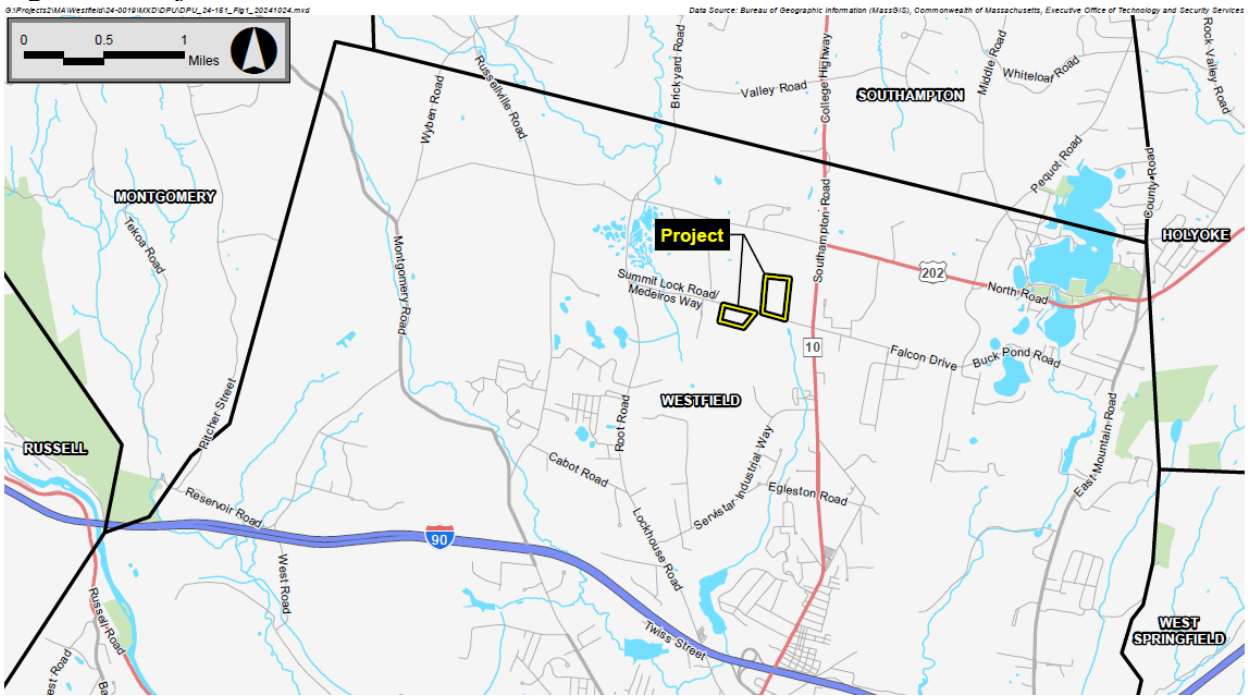 G:\Projects2\MA\Westfield\24-0019\MXD\DPU\DPU_24-151_Fig1_20241024.mxd
Data Source: Bureau of Geographic Information (MassGIS), Commonwealth of Massachusetts, Executive Office of Technology and Security Services
0 0.5 1
Miles
Wyben Road
Russellville Road
Brickyard Road
College Highway
Valley Road
SOUTHAMPTON
Middle Road
Whiteloaf Road
Rock Valley Road
Pequot Road
County Road
MONTGOMERY
Tekoa Road
Montgomery Road
Project
Southampton Road
HOLYOKE
202
North Road
Summit Lock Road/
Medeiros Way
10
Falcon Drive
Buck Pond Road
Pitcher Street
WESTFIELD
Root Road
East Mountain Road
RUSSELL
Cabot Road
Servistar Industrial Way
Egleston Road
Reservoir Road
Lockhouse Road
90
West Road
Russell Road
Twiss Street
WEST
SPRINGFIELD
est Road
Ba